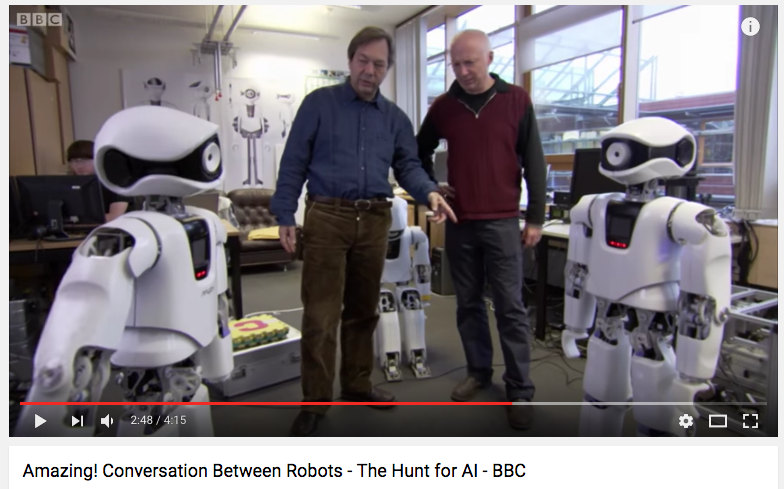 BBC
2:48 / 4:15
Amazing! Conversation Between Robots - The Hunt for AI - BBC